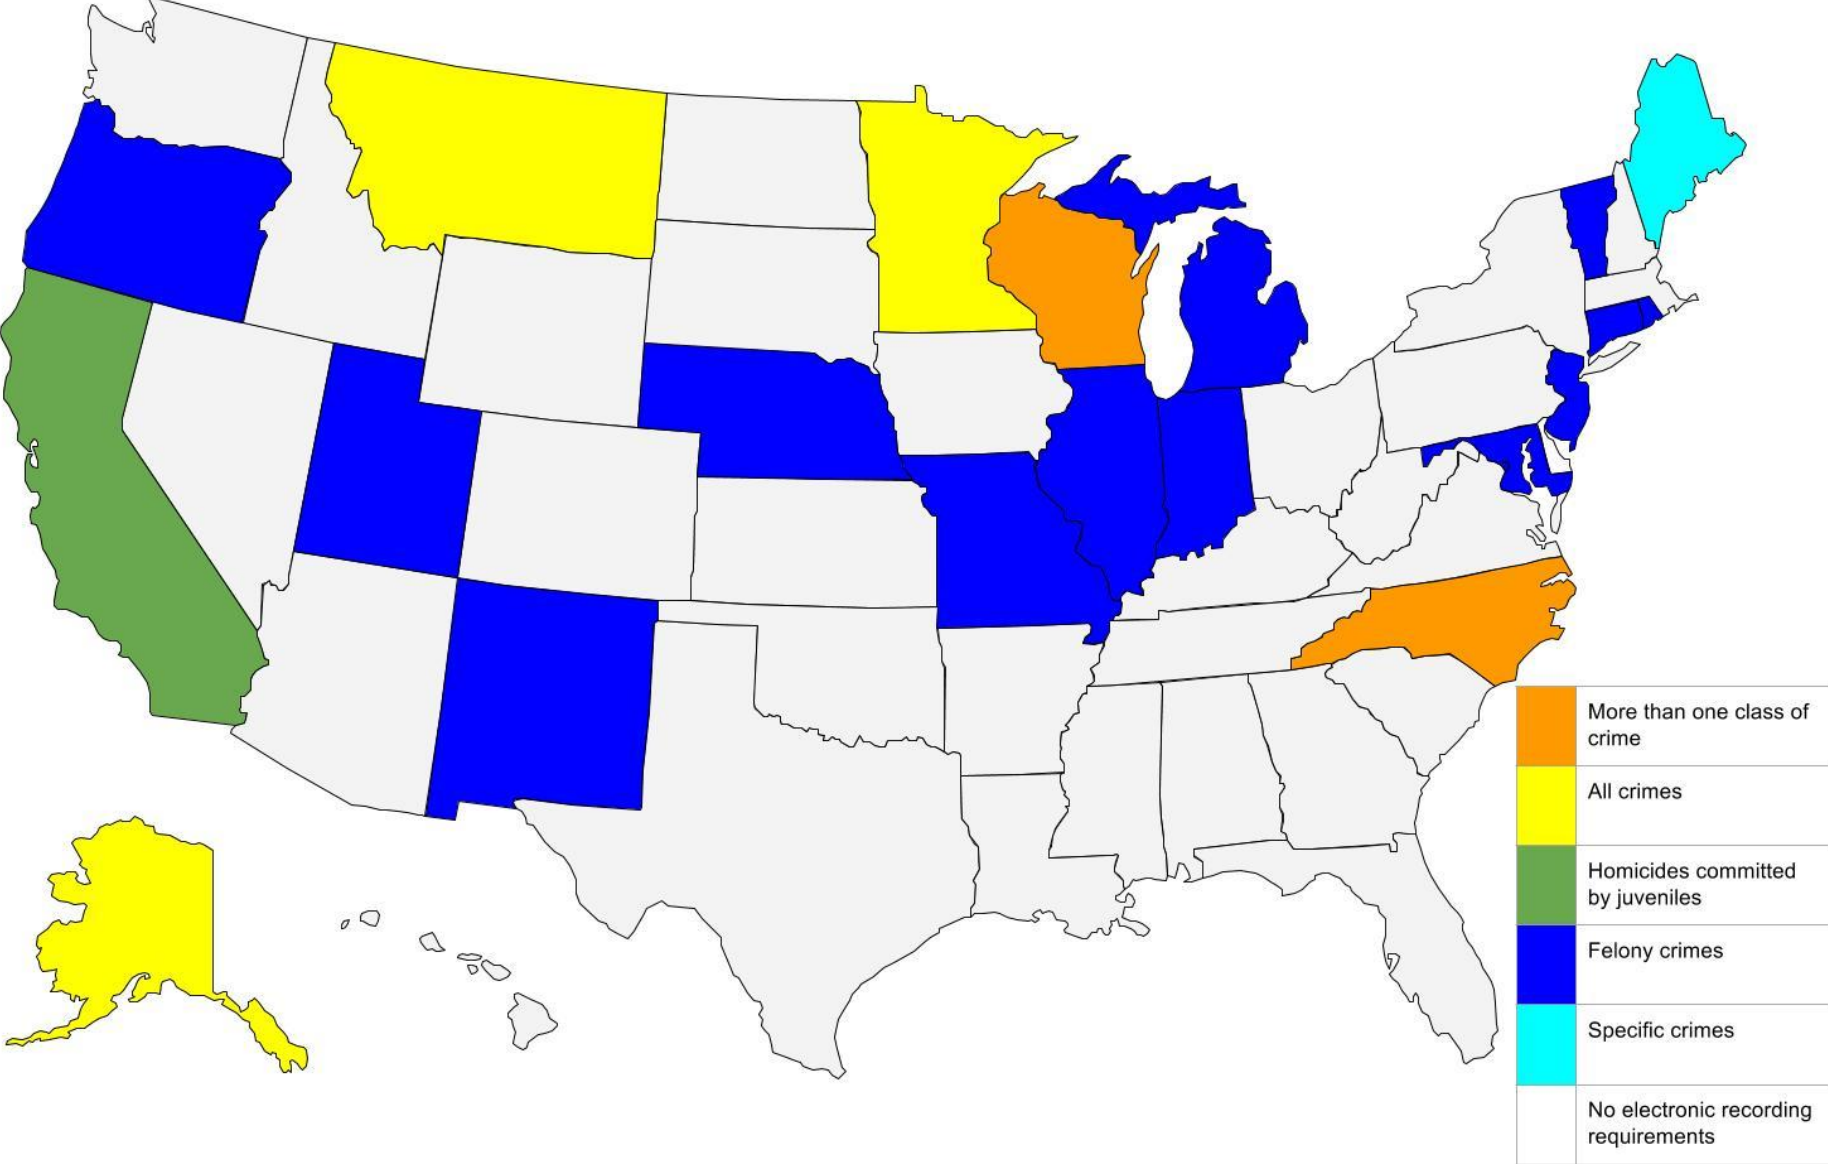 More than one class of
crime
All crimes
Homicides committed
by juveniles
Felony crimes
Specific crimes
No electronic recording
requirements